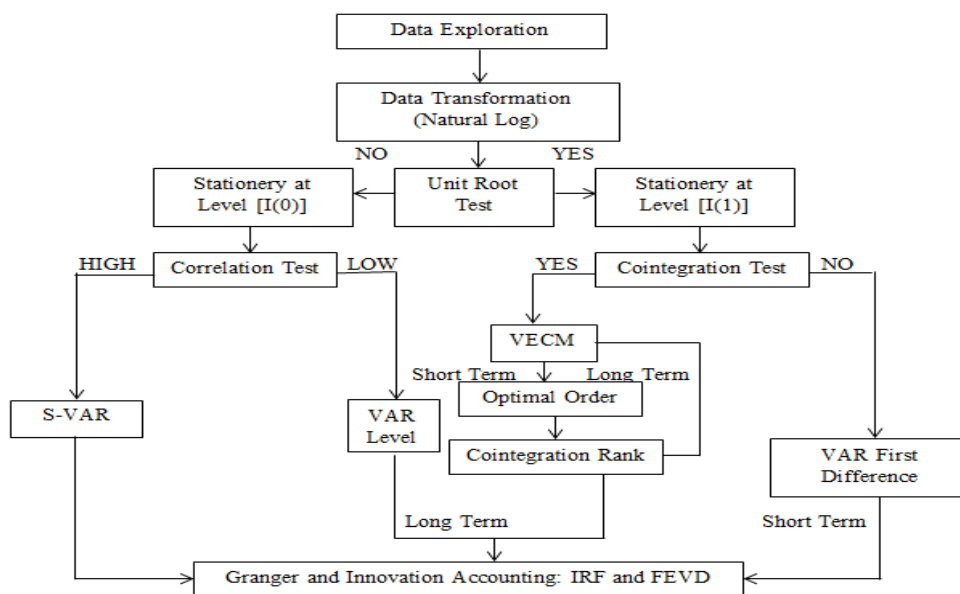 Data Exploration
Data Transformation
(Natural Log)
NO
YES
Stationery at
Level [I(0)]
Unit Root
Test
Stationery at
Level [I(1)]
HIGH
Correlation Test
LOW
YES
Cointegration Test
NO
VECM
Short Term
Long Term
Optimal Order
S-VAR
VAR
Level
Cointegration Rank
VAR First
Difference
Long Term
Short Term
Granger and Innovation Accounting: IRF and FEVD